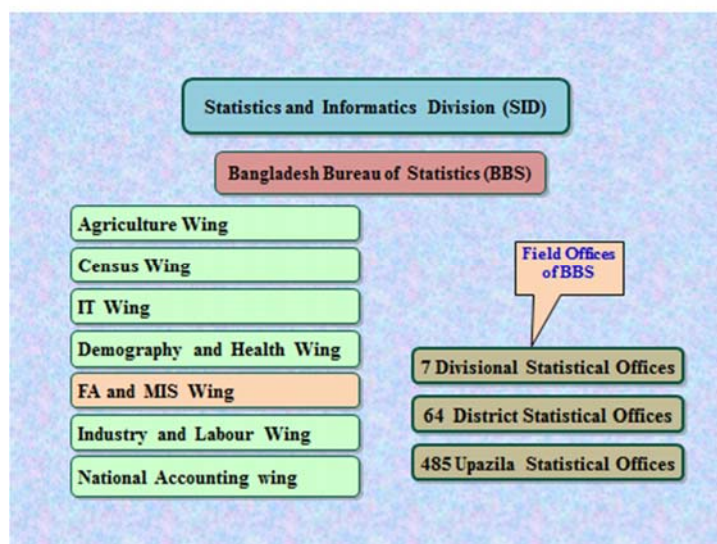 Statistics and Informatics Division (SID)
Bangladesh Bureau of Statistics (BBS)
Agriculture Wing
Census Wing
IT Wing
Demography and Health Wing
FA and MIS Wing
Industry and Labour Wing
National Accounting wing
Field Offices
of BBS
7 Divisional Statistical Offices
64 District Statistical Offices
485 Upazila Statistical Offices